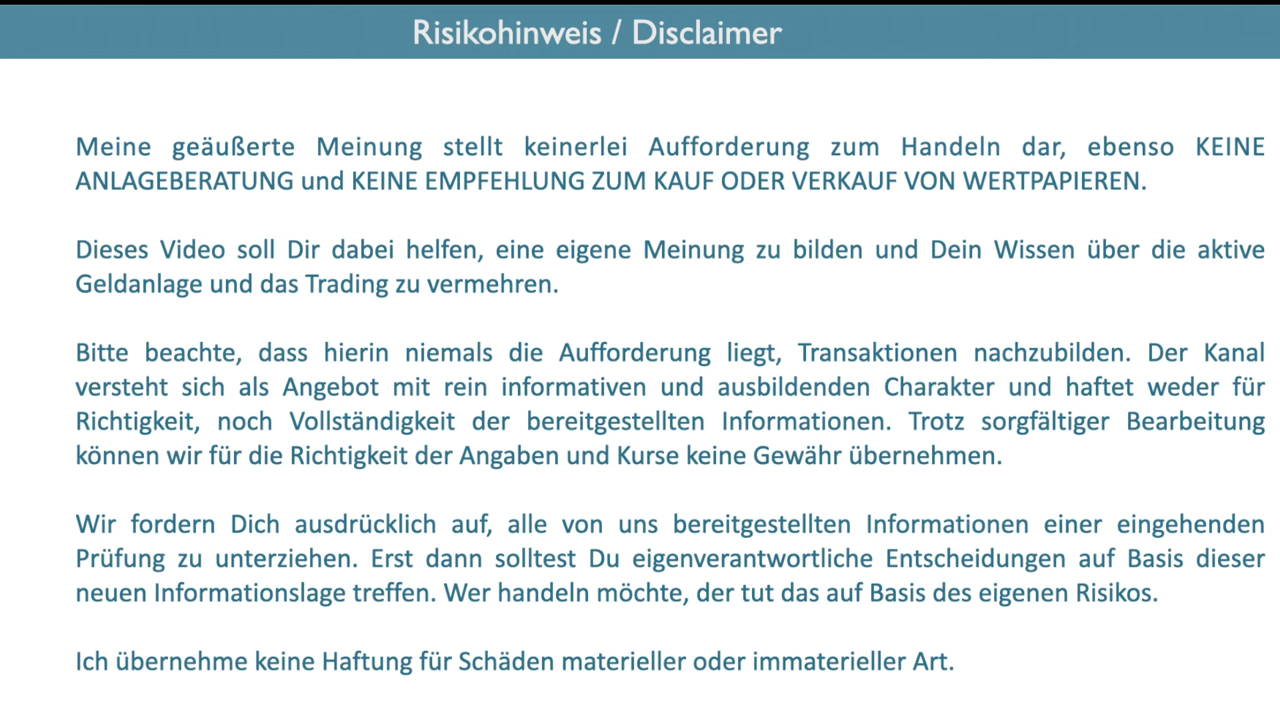 Risikohinweis / Disclaimer
Meine geäußerte Meinung stellt keinerlei Aufforderung zum Handeln dar, ebenso KEINE
ANLAGEBERATUNG und KEINE EMPFEHLUNG ZUM KAUF ODER VERKAUF VON WERTPAPIEREN.
Dieses Video soll Dir dabei helfen, eine eigene Meinung zu bilden und Dein Wissen über die aktive
Geldanlage und das Trading zu vermehren.
Bitte beachte, dass hierin niemals die Aufforderung liegt, Transaktionen nachzubilden. Der Kanal
versteht sich als Angebot mit rein informativen und ausbildenden Charakter und haftet weder für
Richtigkeit, noch Vollständigkeit der bereitgestellten Informationen. Trotz sorgfältiger Bearbeitung
können wir für die Richtigkeit der Angaben und Kurse keine Gewähr übernehmen.
Wir fordern Dich ausdrücklich auf, alle von uns bereitgestellten Informationen einer eingehenden
Prüfung zu unterziehen. Erst dann solltest Du eigenverantwortliche Entscheidungen auf Basis dieser
neuen Informationslage treffen. Wer handeln möchte, der tut das auf Basis des eigenen Risikos.
Ich übernehme keine Haftung für Schäden materieller oder immaterieller Art.